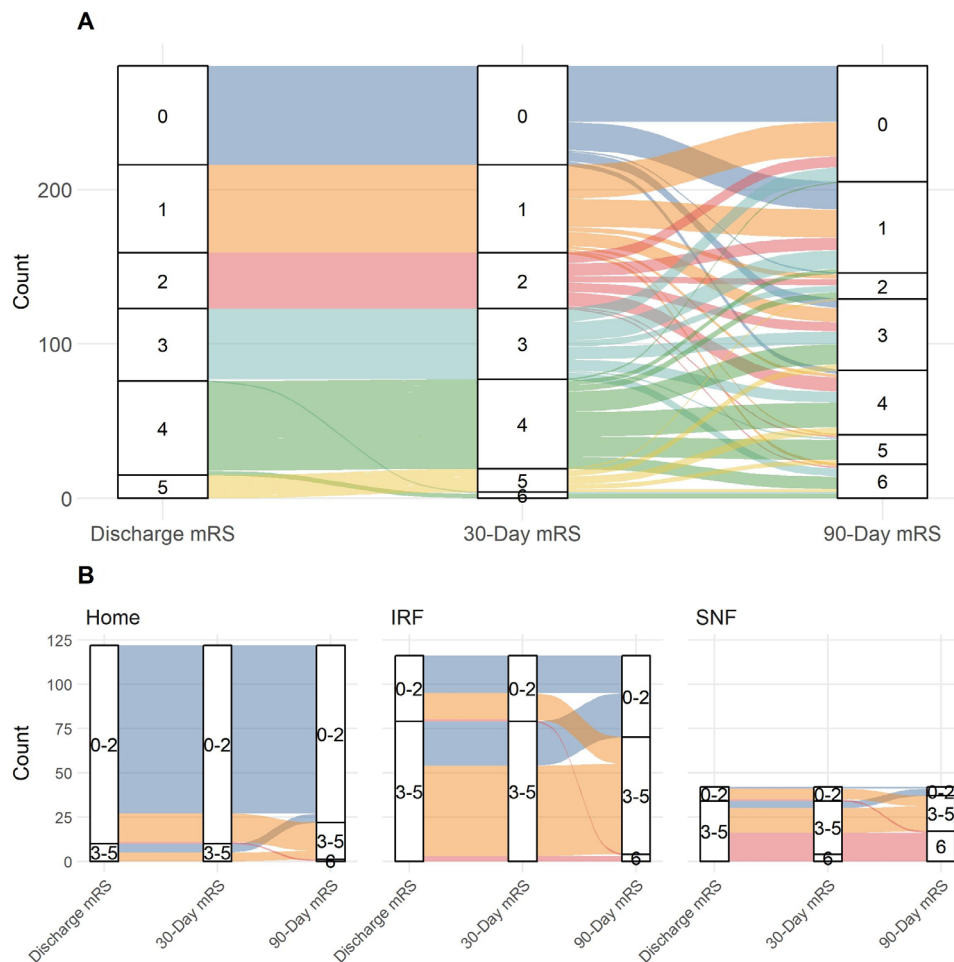 A
0 0 0
1 1 1
2 2 2
3 3 3
4 4 4
5 5 5
6 6
200
100
0
Count
Discharge mRS 30-Day mRS 90-Day mRS
B
Home IRF SNF
125
100
75
50
25
0
Count
0-2 0-2 0-2
3-5 3-5 3-5
6
0-2 0-2 0-2
3-5 3-5 3-5
6
0-2 0-2 0-2
3-5 3-5 3-5
6 6
Discharge mRS 30-Day mRS 90-Day mRS
Discharge mRS 30-Day mRS 90-Day mRS
Discharge mRS 30-Day mRS 90-Day mRS